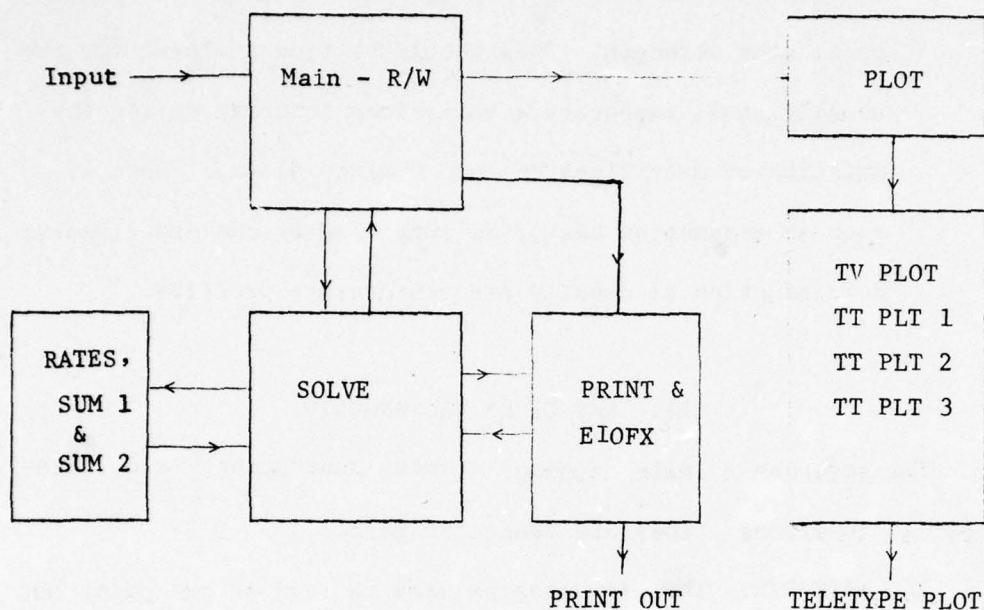 Input
Main - R/W
PLOT
TV PLOT
TT PLT 1
TT PLT 2
TT PLT 3
RATES,
SUM 1
&
SUM 2
SOLVE
PRINT &
EIOFX
PRINT OUT
TELETYPE PLOT